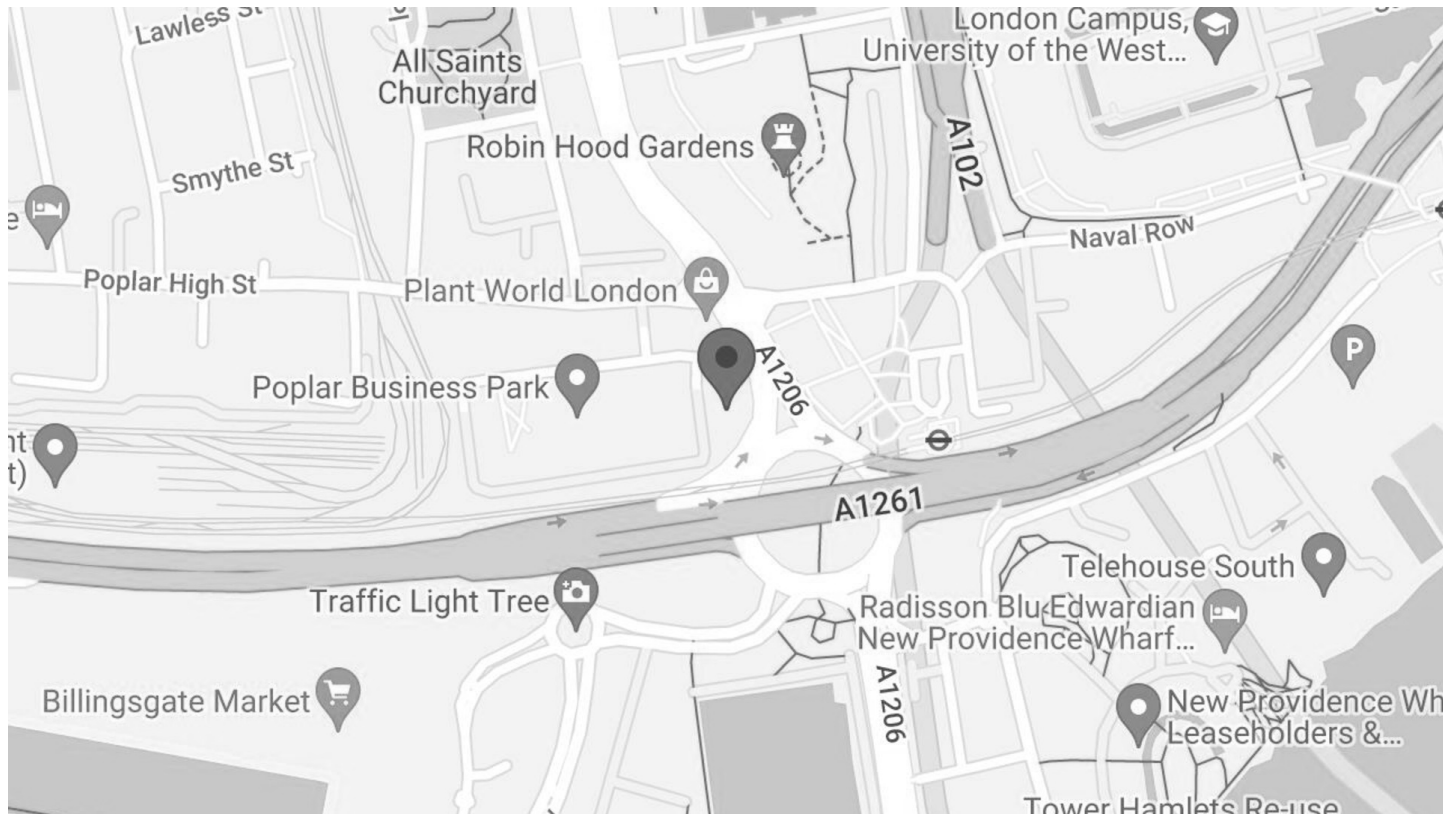 Lawless St
London Campus,
University of the West...
All Saints
Churchyard
A102
Robin Hood Gardens
Smythe St
Naval Row
Poplar High St
Plant World London
A1206
P
Poplar Business Park
A1261
Telehouse South
Traffic Light Tree
Radisson Blu Edwardian
New Providence Wharf...
A1206
Billingsgate Market
New Providence Wh
Leaseholders &...
Tower Hamlets Re-use